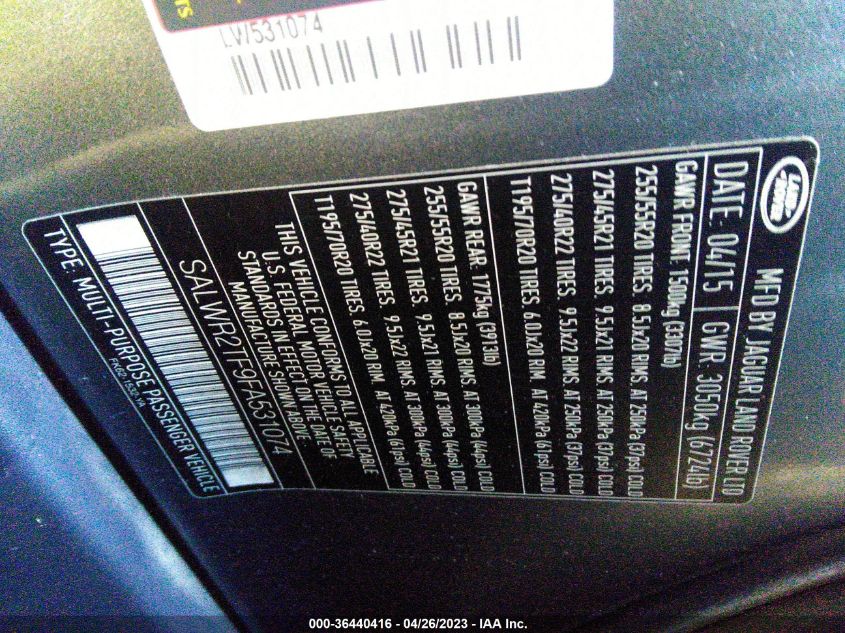 TS
LV/531074
LAND ROVER
MFD BY JAGUAR LAND ROVER LTD
DATE: 04/15 GWR: 3050kg (6724lb)
GAWR FRONT: 1500kg (3307lb)
255/55R20 TIRES. 8.5Jx20 RIMS AT 250kPa (37psi) COLD
275/45R21 TIRES. 9.5Jx21 RIMS AT 250kPa (37psi) COLD
275/40R22 TIRES. 9.5Jx22 RIMS AT 250kPa (37psi) COLD
T195/70R20 TIRES. 6.0Jx20 RIM. AT 420kPa (61psi) COLD
GAWR REAR: 1775kg (3913lb)
255/55R20 TIRES. 8.5Jx20 RIMS AT 300kPa (44psi) COLD
275/45R21 TIRES. 9.5Jx21 RIMS AT 300kPa (44psi) COLD
275/40R22 TIRES. 9.5Jx22 RIMS AT 300kPa (44psi) COLD
T195/70R20 TIRES. 6.0Jx20 RIM. AT 420kPa (61psi) COLD
THIS VEHICLE CONFORMS TO ALL APPLICABLE
U.S. FEDERAL MOTOR VEHICLE SAFETY
STANDARDS IN EFFECT ON THE DATE OF
MANUFACTURE SHOWN ABOVE
SALWR2TF9FA531074
TYPE: MULTI-PURPOSE PASSENGER VEHICLE
000-36440416 - 04/26/2023 - IAA Inc.